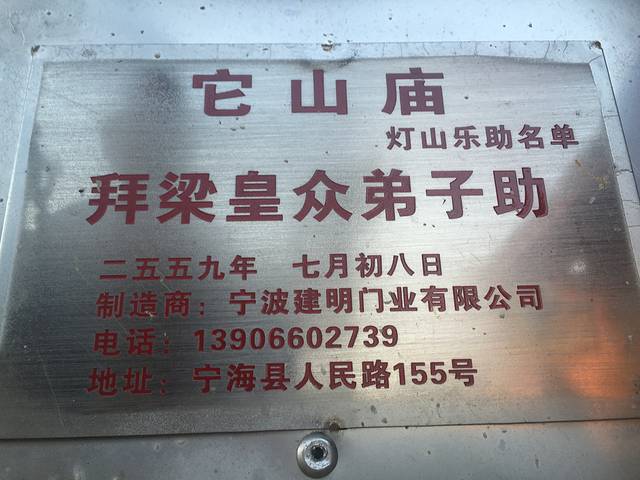 它山庙
灯山乐助名单
拜梁皇众弟子助
二五五九年 七月初八日
制造商：宁波建明门业有限公司
电话：13906602739
地址：宁海县人民路155号